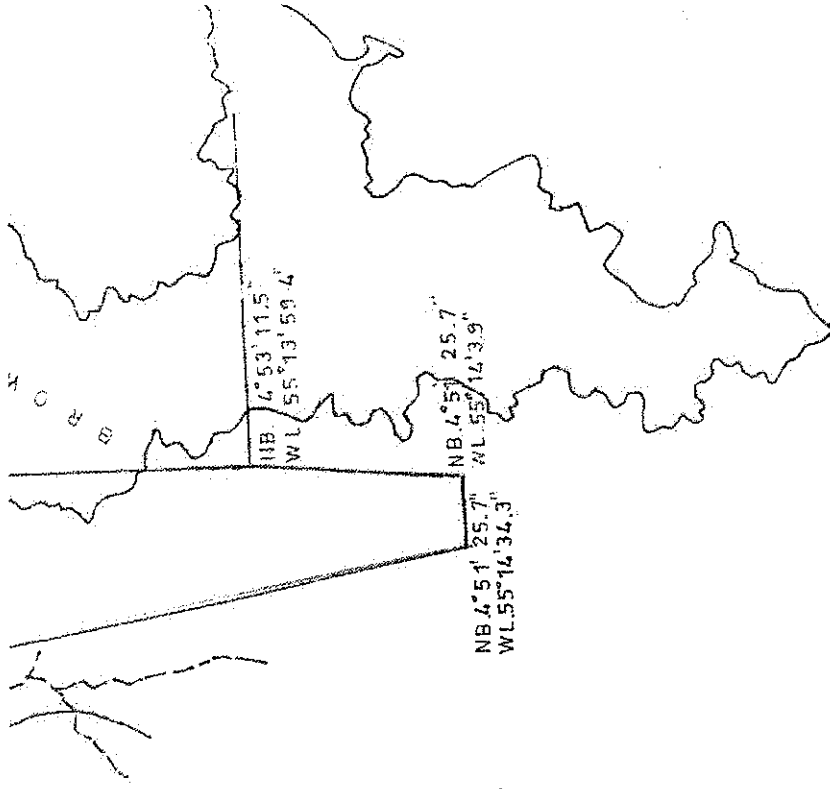 BROK
NB. 4°53' 11.5"
WL. 55°13' 59.4"
NB.4°51' 25.7"
WL.55°14'3.9"
NB.4°51' 25.7"
WL.55°14'34.3"